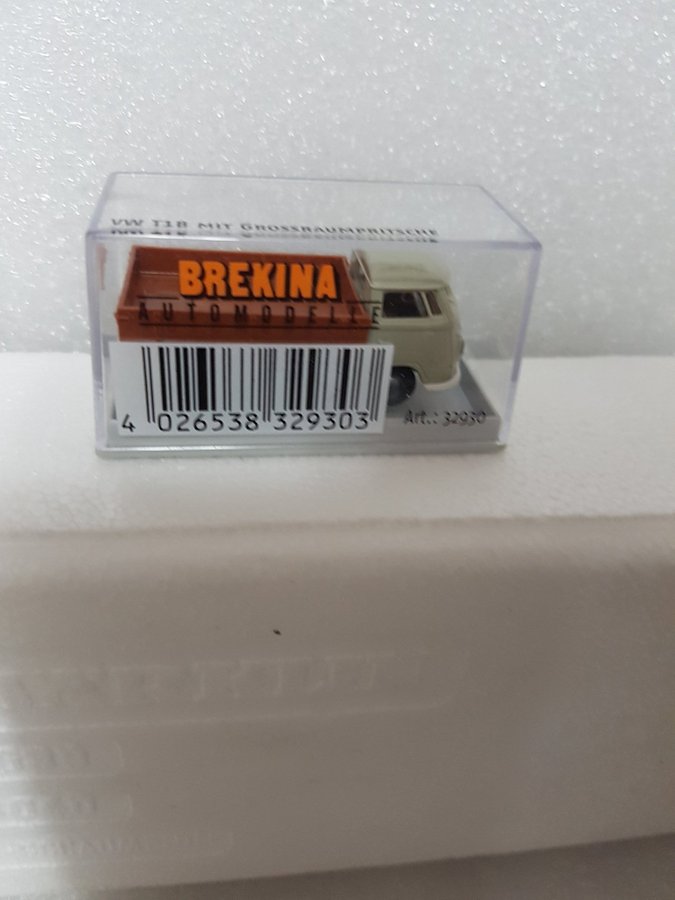 VW T1B MIT GROSSRAUMPRITSCHE
BREKINA
AUTOMODELLE
4 026538 329303
Art.: 32930